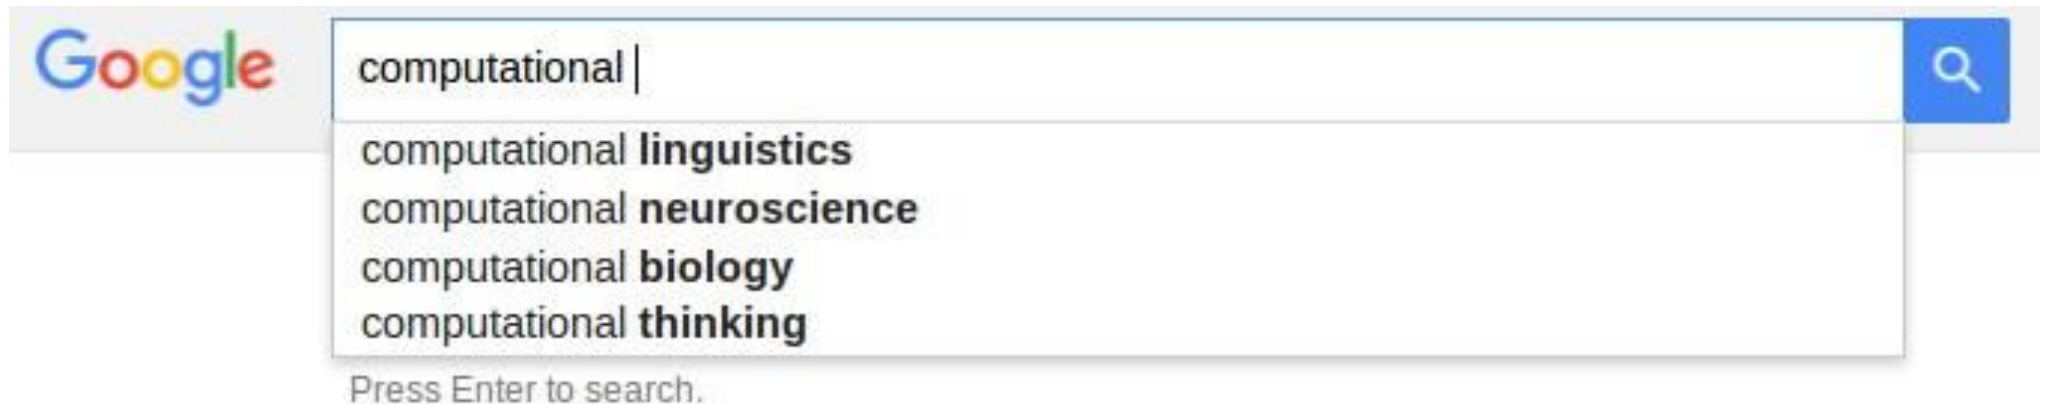 Google
computational
computational linguistics
computational neuroscience
computational biology
computational thinking
Press Enter to search.